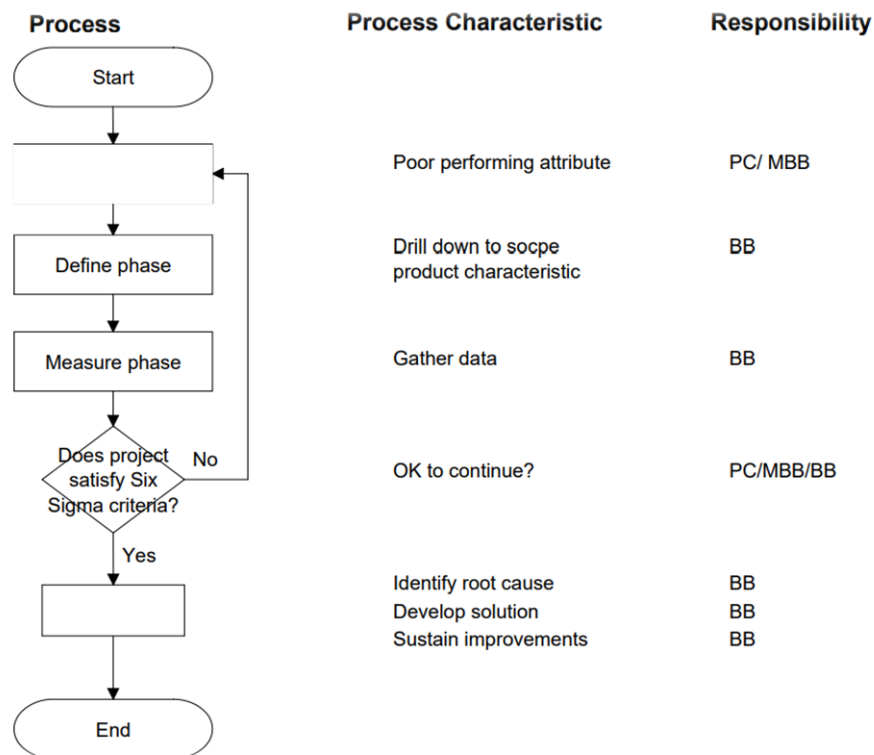 Process Process Characteristic Responsibility
Start
Poor performing attribute PC/ MBB
Define phase Drill down to socpe BB
product characteristic
Measure phase Gather data BB
Does project
satisfy Six
Sigma criteria?
No
OK to continue? PC/MBB/BB
Yes
Identify root cause BB
Develop solution BB
Sustain improvements BB
End